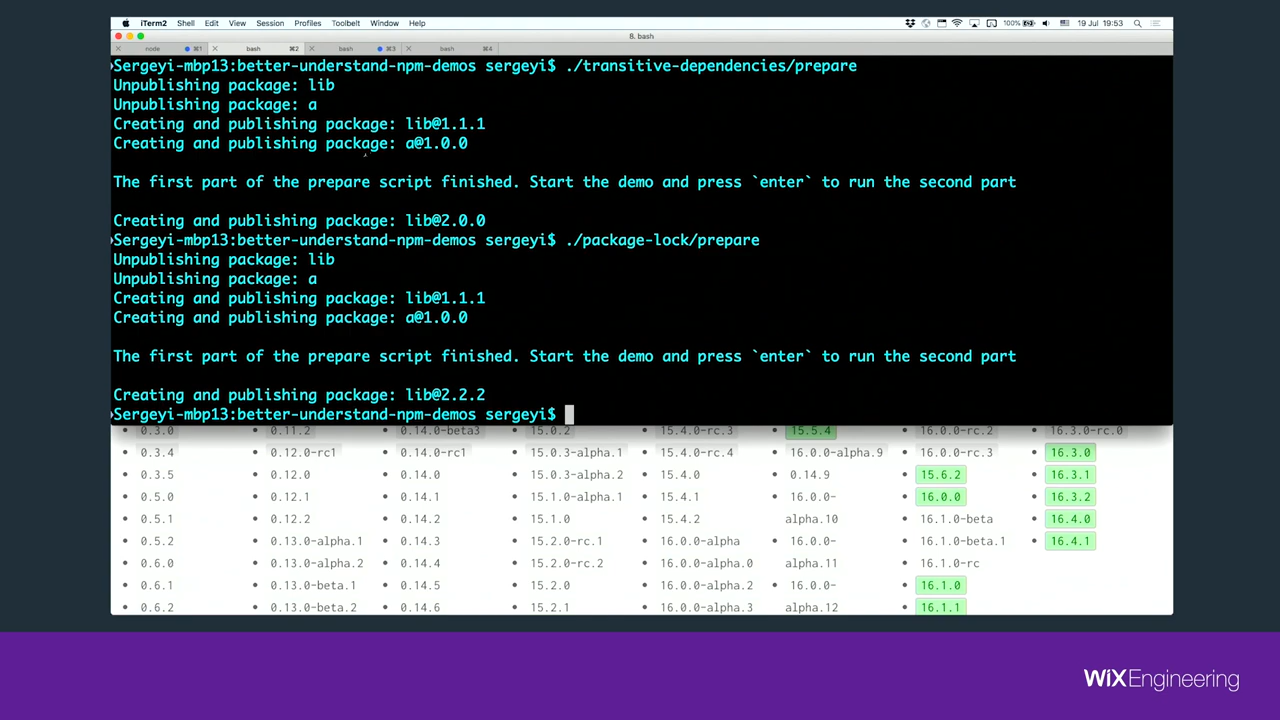 iTerm2 Shell Edit View Session Profiles Toolbelt Window Help 100% 19 Jul 19:53
8. bash
node ⌘1 bash ⌘2 bash ⌘3 bash ⌘4
Sergeyi-mbp13:better-understand-npm-demos sergeyi$ ./transitive-dependencies/prepare
Unpublishing package: lib
Unpublishing package: a
Creating and publishing package: lib@1.1.1
Creating and publishing package: a@1.0.0
The first part of the prepare script finished. Start the demo and press `enter` to run the second part
Creating and publishing package: lib@2.0.0
Sergeyi-mbp13:better-understand-npm-demos sergeyi$ ./package-lock/prepare
Unpublishing package: lib
Unpublishing package: a
Creating and publishing package: lib@1.1.1
Creating and publishing package: a@1.0.0
The first part of the prepare script finished. Start the demo and press `enter` to run the second part
Creating and publishing package: lib@2.2.2
Sergeyi-mbp13:better-understand-npm-demos sergeyi$
0.3.0 0.11.2 0.14.0-beta3 15.0.2 15.4.0-rc.3 15.5.4 16.0.0-rc.2 16.3.0-rc.0
0.3.4 0.12.0-rc1 0.14.0-rc1 15.0.3-alpha.1 15.4.0-rc.4 16.0.0-alpha.9 16.0.0-rc.3 16.3.0
0.3.5 0.12.0 0.14.0 15.0.3-alpha.2 15.4.0 0.14.9 15.6.2 16.3.1
0.5.0 0.12.1 0.14.1 15.1.0-alpha.1 15.4.1 16.0.0- 16.0.0 16.3.2
0.5.1 0.12.2 0.14.2 15.1.0 15.4.2 alpha.10 16.1.0-beta 16.4.0
0.5.2 0.13.0-alpha.1 0.14.3 15.2.0-rc.1 16.0.0-alpha 16.0.0- 16.1.0-beta.1 16.4.1
0.6.0 0.13.0-alpha.2 0.14.4 15.2.0-rc.2 16.0.0-alpha.0 alpha.11 16.1.0-rc
0.6.1 0.13.0-beta.1 0.14.5 15.2.0 16.0.0-alpha.2 16.0.0- 16.1.0
0.6.2 0.13.0-beta.2 0.14.6 15.2.1 16.0.0-alpha.3 alpha.12 16.1.1
WiXEngineering